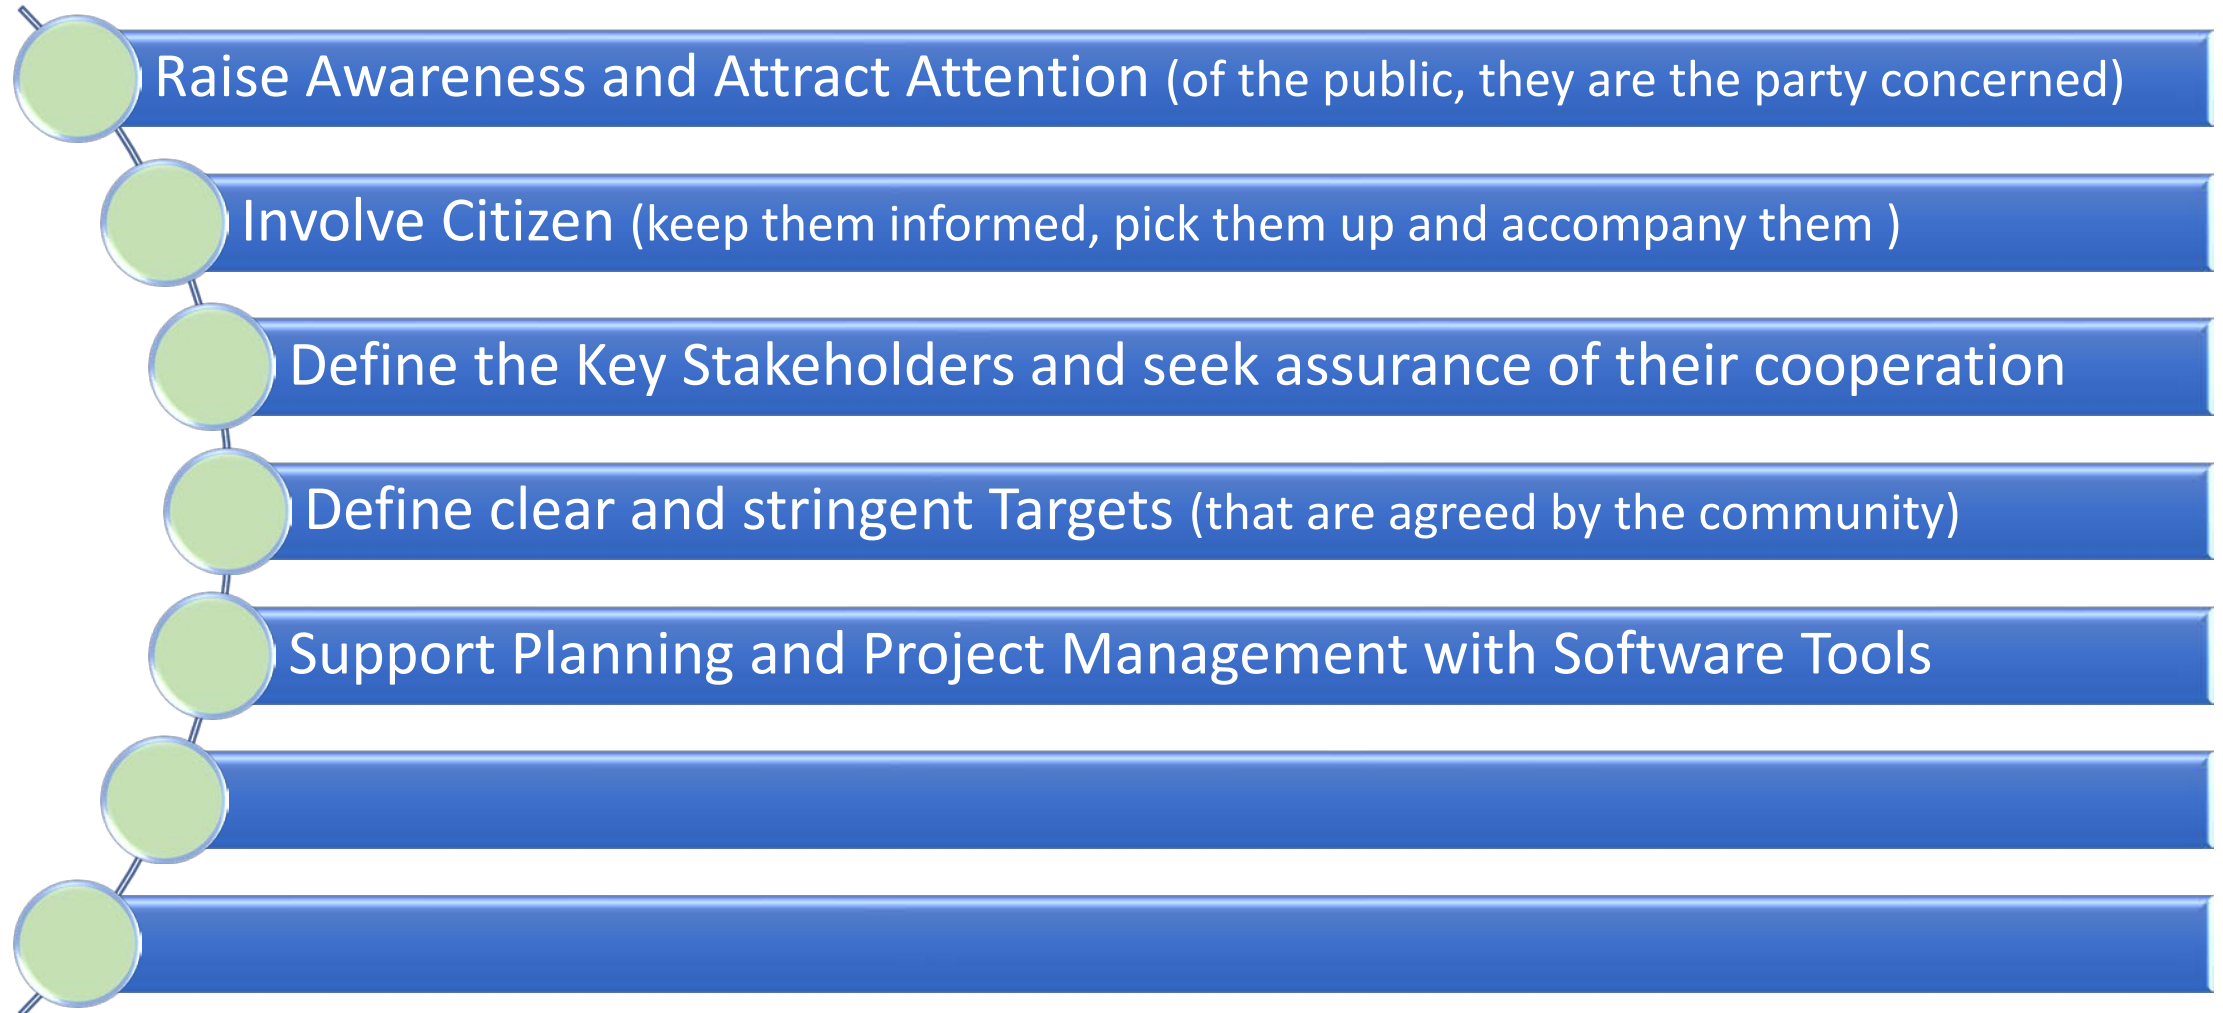 Raise Awareness and Attract Attention (of the public, they are the party concerned)
Involve Citizen (keep them informed, pick them up and accompany them )
Define the Key Stakeholders and seek assurance of their cooperation
Define clear and stringent Targets (that are agreed by the community)
Support Planning and Project Management with Software Tools